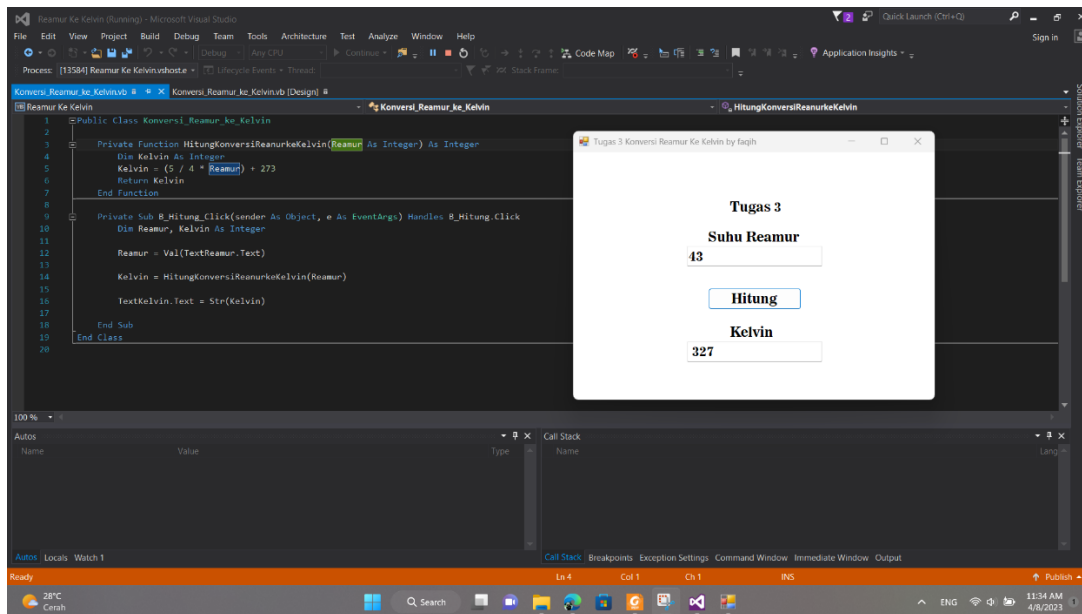 Reamur Ke Kelvin (Running) - Microsoft Visual Studio
2
Quick Launch (Ctrl+Q)
File Edit View Project Build Debug Team Tools Architecture Test Analyze Window Help
Sign in
Debug Any CPU Continue Code Map Application Insights
Process: [13584] Reamur Ke Kelvin.vshost.e Lifecycle Events Thread: Stack Frame:
Konversi_Reamur_ke_Kelvin.vb Konversi_Reamur_ke_Kelvin.vb [Design]
Reamur Ke Kelvin Konversi_Reamur_ke_Kelvin HitungKonversiReanurkeKelvin
1 Public Class Konversi_Reamur_ke_Kelvin
2
3 Private Function HitungKonversiReanurkeKelvin(Reamur As Integer) As Integer
4 Dim Kelvin As Integer
5 Kelvin = (5 / 4 * Reamur) + 273
6 Return Kelvin
7 End Function
8
9 Private Sub B_Hitung_Click(sender As Object, e As EventArgs) Handles B_Hitung.Click
10 Dim Reamur, Kelvin As Integer
11
12 Reamur = Val(TextReamur.Text)
13
14 Kelvin = HitungKonversiReanurkeKelvin(Reamur)
15
16 TextKelvin.Text = Str(Kelvin)
17
18 End Sub
19 End Class
20
Tugas 3 Konversi Reamur Ke Kelvin by faqih
Tugas 3
Suhu Reamur
43
Hitung
Kelvin
327
Solution Explorer
Team Explorer
100 %
Autos
Name Value Type
Call Stack
Name Lang
Autos Locals Watch 1
Call Stack Breakpoints Exception Settings Command Window Immediate Window Output
Ready Ln 4 Col 1 Ch 1 INS Publish
28°C
Cerah
Search
ENG
11:34 AM
4/8/2023